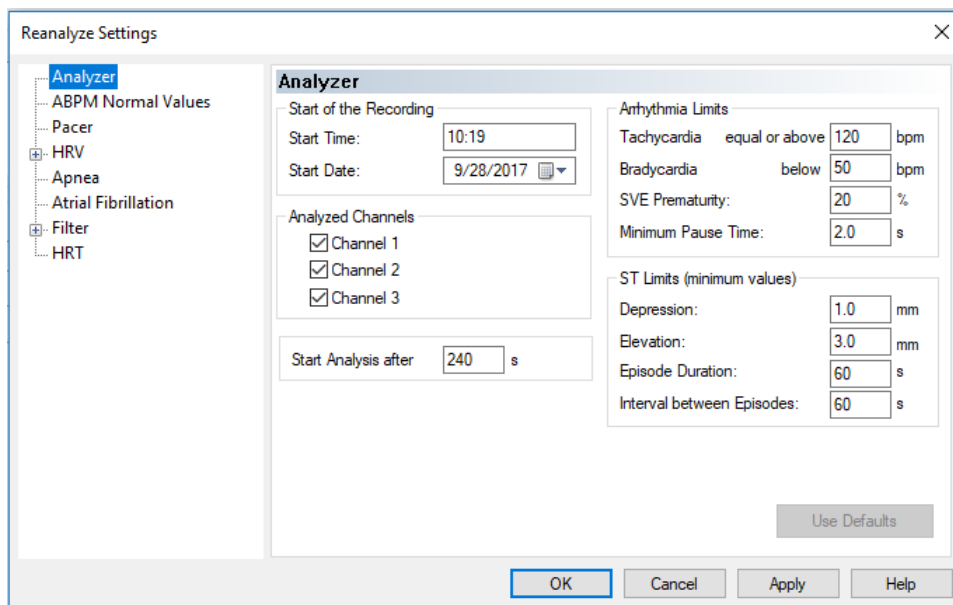 Reanalyze Settings
Analyzer
ABPM Normal Values
Pacer
HRV
Apnea
Atrial Fibrillation
Filter
HRT
Analyzer
Start of the Recording
Start Time: 10:19
Start Date: 9/28/2017
Analyzed Channels
Channel 1
Channel 2
Channel 3
Start Analysis after 240 s
Arrhythmia Limits
Tachycardia equal or above 120 bpm
Bradycardia below 50 bpm
SVE Prematurity: 20 %
Minimum Pause Time: 2.0 s
ST Limits (minimum values)
Depression: 1.0 mm
Elevation: 3.0 mm
Episode Duration: 60 s
Interval between Episodes: 60 s
Use Defaults
OK Cancel Apply Help